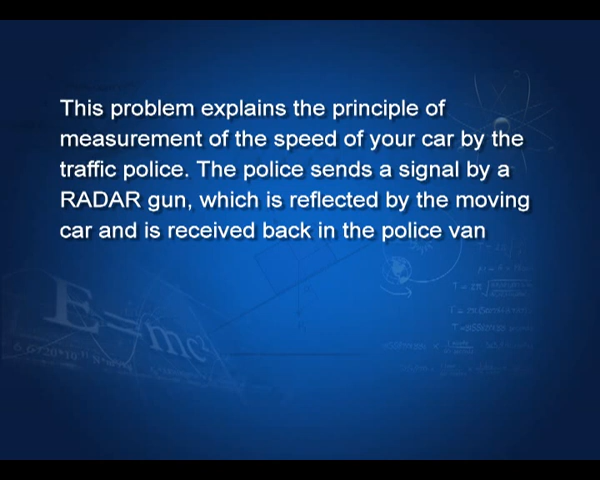 This problem explains the principle of
measurement of the speed of your car by the
traffic police. The police sends a signal by a
RADAR gun, which is reflected by the moving
car and is received back in the police van
E=mc²